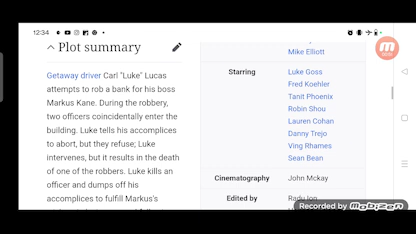 12:34
Plot summary
Getaway driver Carl "Luke" Lucas
attempts to rob a bank for his boss
Markus Kane. During the robbery,
two officers coincidentally enter the
building. Luke tells his accomplices
to abort, but they refuse; Luke
intervenes, but it results in the death
of one of the robbers. Luke kills an
officer and dumps off his
accomplices to fulfill Markus's
Mike Elliott
Starring
Luke Goss
Fred Koehler
Tanit Phoenix
Robin Shou
Lauren Cohan
Danny Trejo
Ving Rhames
Sean Bean
Cinematography
John Mckay
Edited by
Radu Ion
Recorded by Mobizen